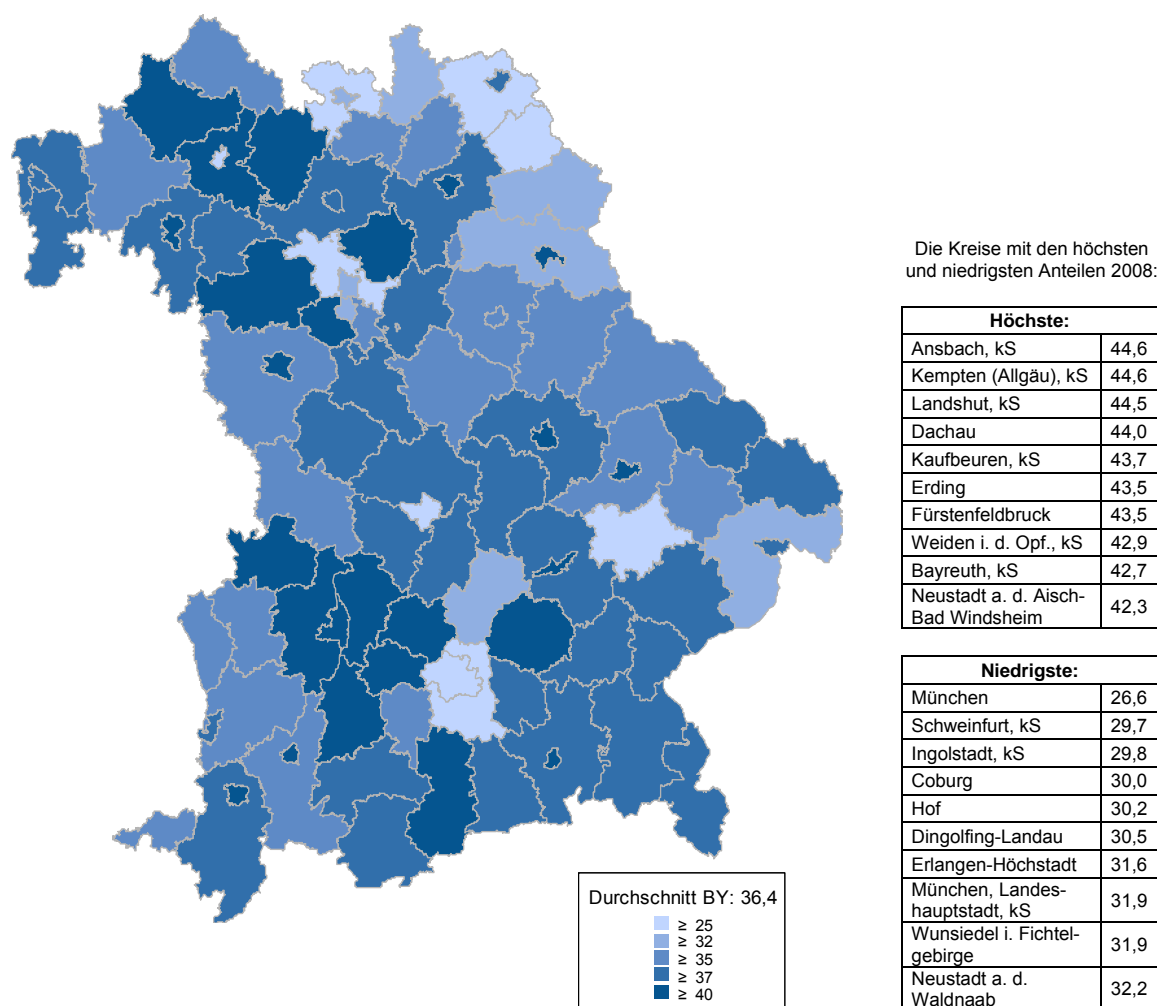 Die Kreise mit den höchsten
und niedrigsten Anteilen 2008:
Höchste:
Ansbach, kS 44,6
Kempten (Allgäu), kS 44,6
Landshut, kS 44,5
Dachau 44,0
Kaufbeuren, kS 43,7
Erding 43,5
Fürstenfeldbruck 43,5
Weiden i. d. Opf., kS 42,9
Bayreuth, kS 42,7
Neustadt a. d. Aisch-
Bad Windsheim 42,3
Niedrigste:
München 26,6
Schweinfurt, kS 29,7
Ingolstadt, kS 29,8
Coburg 30,0
Hof 30,2
Dingolfing-Landau 30,5
Erlangen-Höchstadt 31,6
München, Landes-
hauptstadt, kS 31,9
Wunsiedel i. Fichtel-
gebirge 31,9
Neustadt a. d.
Waldnaab 32,2
Durchschnitt BY: 36,4
≥ 25
≥ 32
≥ 35
≥ 37
≥ 40